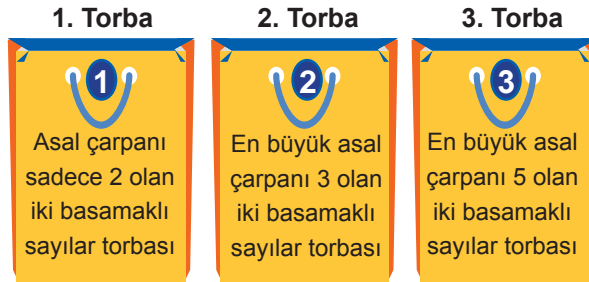 1. Torba
2. Torba
3. Torba
1
Asal çarpanı
sadece 2 olan
iki basamaklı
sayılar torbası
2
En büyük asal
çarpanı 3 olan
iki basamaklı
sayılar torbası
3
En büyük asal
çarpanı 5 olan
iki basamaklı
sayılar torbası